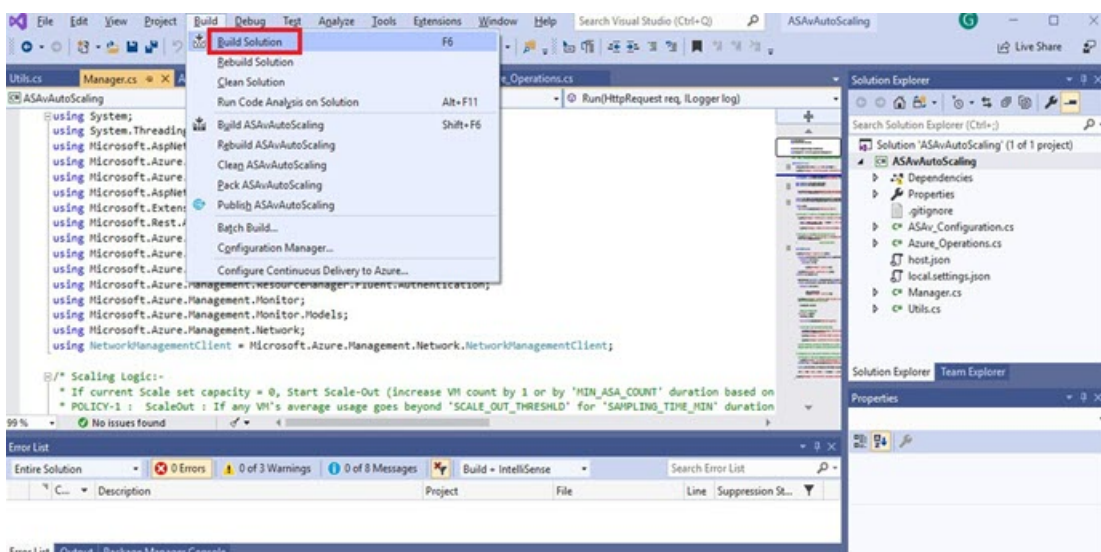 File Edit View Project Build Debug Test Analyze Tools Extensions Window Help Search Visual Studio (Ctrl+Q) ASAvAutoScaling G
Live Share
Build Solution F6
Rebuild Solution
Clean Solution
Run Code Analysis on Solution Alt+F11
Build ASAvAutoScaling Shift+F6
Rebuild ASAvAutoScaling
Clean ASAvAutoScaling
Pack ASAvAutoScaling
Publish ASAvAutoScaling
Batch Build...
Configuration Manager...
Configure Continuous Delivery to Azure...
Utils.cs Manager.cs A e_Operations.cs
ASAvAutoScaling Run(HttpRequest req, ILogger log)
using System;
using System.Threading
using Microsoft.AspNet
using Microsoft.Azure.
using Microsoft.Azure.
using Microsoft.AspNet
using Microsoft.Extens
using Microsoft.Rest.A
using Microsoft.Azure.
using Microsoft.Azure.
using Microsoft.Azure.
using Microsoft.Azure.Management.ResourceManager.Fluent.Authentication;
using Microsoft.Azure.Management.Monitor;
using Microsoft.Azure.Management.Monitor.Models;
using Microsoft.Azure.Management.Network;
using NetworkManagementClient = Microsoft.Azure.Management.Network.NetworkManagementClient;
/* Scaling Logic:-
* If current Scale set capacity = 0, Start Scale-Out (increase VM count by 1 or by 'MIN_ASA_COUNT' duration based on
* POLICY-1 : ScaleOut : If any VM's average usage goes beyond 'SCALE_OUT_THRESHLD' for 'SAMPLING_TIME_MIN' duration
99 % No issues found
Solution Explorer
Search Solution Explorer (Ctrl+;)
Solution 'ASAvAutoScaling' (1 of 1 project)
ASAvAutoScaling
Dependencies
Properties
.gitignore
C# ASAv_Configuration.cs
C# Azure_Operations.cs
host.json
local.settings.json
C# Manager.cs
C# Utils.cs
Solution Explorer Team Explorer
Properties
Error List
Entire Solution 0 Errors 0 of 3 Warnings 0 of 8 Messages Build + IntelliSense Search Error List
C... Description Project File Line Suppression St...
Error List Output Package Manager Console